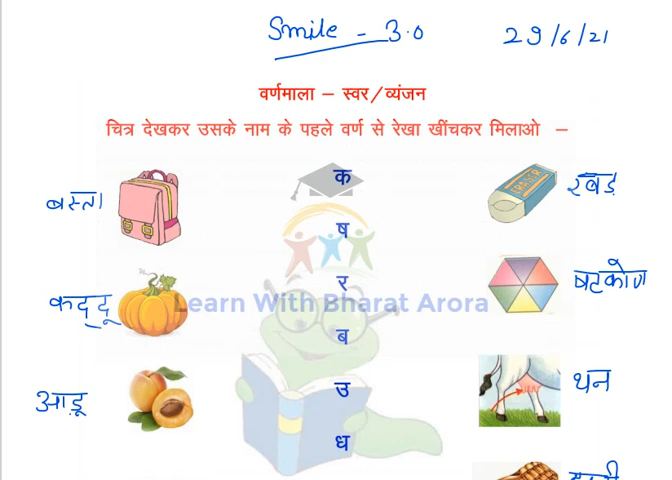 Smile - 3.0
29/6/21
वर्णमाला – स्वर/व्यंजन
चित्र देखकर उसके नाम के पहले वर्ण से रेखा खींचकर मिलाओ –
बस्ता
क
रबड़
ष
षट्कोण
कद्दू
र
Learn With Bharat Arora
ब
आड़ू
उ
थन
ध